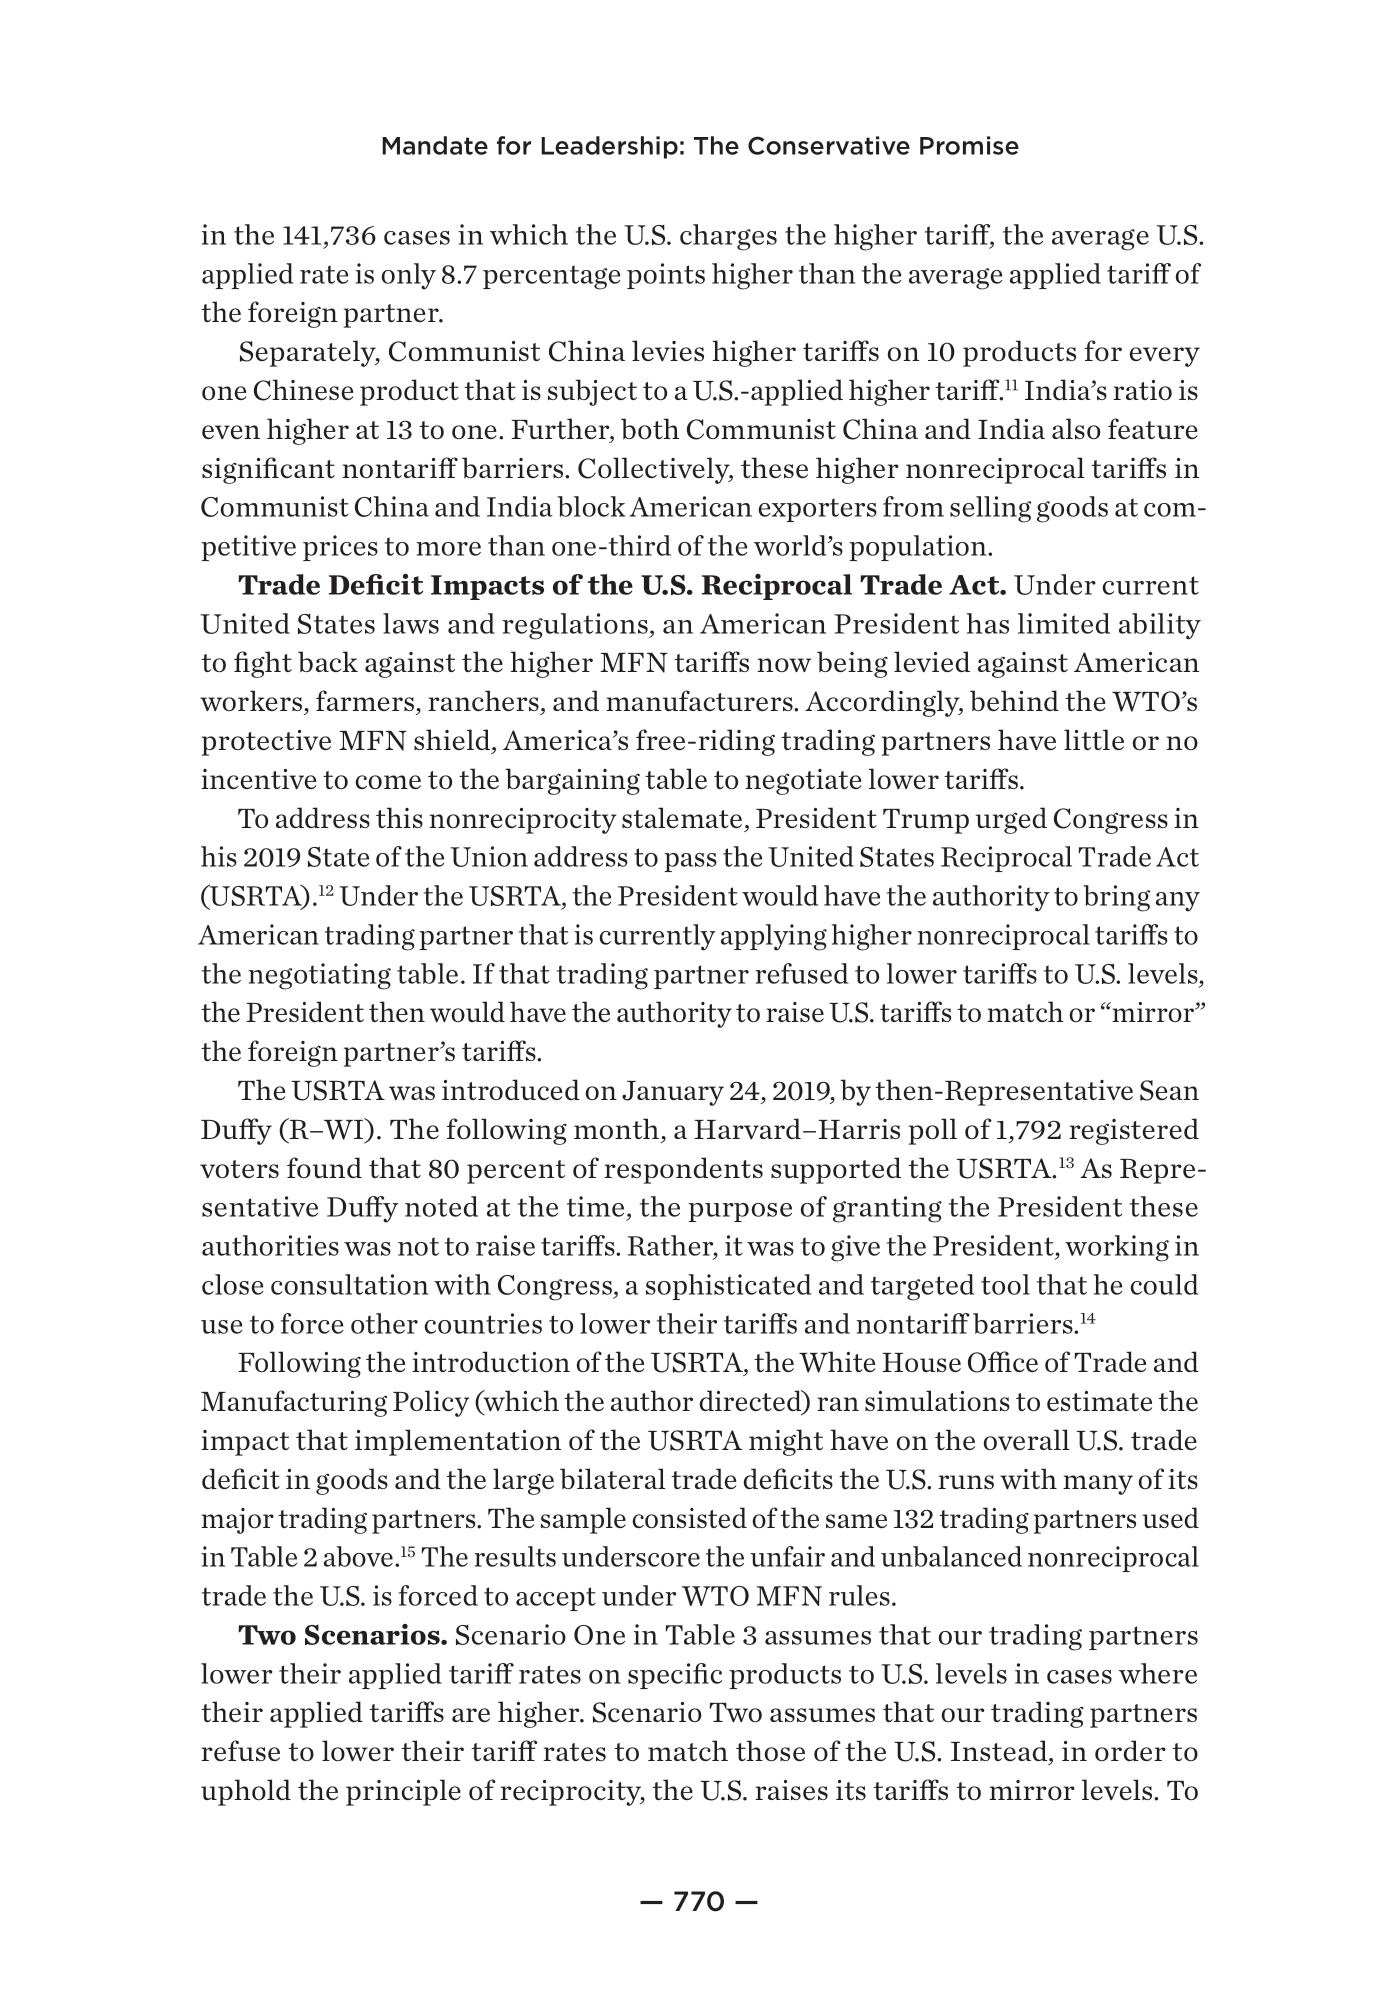 Mandate for Leadership: The Conservative Promise
in the 141,736 cases in which the U.S. charges the higher tariff, the average U.S.
applied rate is only 8.7 percentage points higher than the average applied tariff of
the foreign partner.
Separately, Communist China levies higher tariffs on 10 products for every
one Chinese product that is subject to a U.S.-applied higher tariff.¹¹ India’s ratio is
even higher at 13 to one. Further, both Communist China and India also feature
significant nontariff barriers. Collectively, these higher nonreciprocal tariffs in
Communist China and India block American exporters from selling goods at com-
petitive prices to more than one-third of the world’s population.
Trade Deficit Impacts of the U.S. Reciprocal Trade Act. Under current
United States laws and regulations, an American President has limited ability
to fight back against the higher MFN tariffs now being levied against American
workers, farmers, ranchers, and manufacturers. Accordingly, behind the WTO’s
protective MFN shield, America’s free-riding trading partners have little or no
incentive to come to the bargaining table to negotiate lower tariffs.
To address this nonreciprocity stalemate, President Trump urged Congress in
his 2019 State of the Union address to pass the United States Reciprocal Trade Act
(USRTA).¹² Under the USRTA, the President would have the authority to bring any
American trading partner that is currently applying higher nonreciprocal tariffs to
the negotiating table. If that trading partner refused to lower tariffs to U.S. levels,
the President then would have the authority to raise U.S. tariffs to match or “mirror”
the foreign partner’s tariffs.
The USRTA was introduced on January 24, 2019, by then-Representative Sean
Duffy (R–WI). The following month, a Harvard–Harris poll of 1,792 registered
voters found that 80 percent of respondents supported the USRTA.¹³ As Repre-
sentative Duffy noted at the time, the purpose of granting the President these
authorities was not to raise tariffs. Rather, it was to give the President, working in
close consultation with Congress, a sophisticated and targeted tool that he could
use to force other countries to lower their tariffs and nontariff barriers.¹⁴
Following the introduction of the USRTA, the White House Office of Trade and
Manufacturing Policy (which the author directed) ran simulations to estimate the
impact that implementation of the USRTA might have on the overall U.S. trade
deficit in goods and the large bilateral trade deficits the U.S. runs with many of its
major trading partners. The sample consisted of the same 132 trading partners used
in Table 2 above.¹⁵ The results underscore the unfair and unbalanced nonreciprocal
trade the U.S. is forced to accept under WTO MFN rules.
Two Scenarios. Scenario One in Table 3 assumes that our trading partners
lower their applied tariff rates on specific products to U.S. levels in cases where
their applied tariffs are higher. Scenario Two assumes that our trading partners
refuse to lower their tariff rates to match those of the U.S. Instead, in order to
uphold the principle of reciprocity, the U.S. raises its tariffs to mirror levels. To
— 770 —